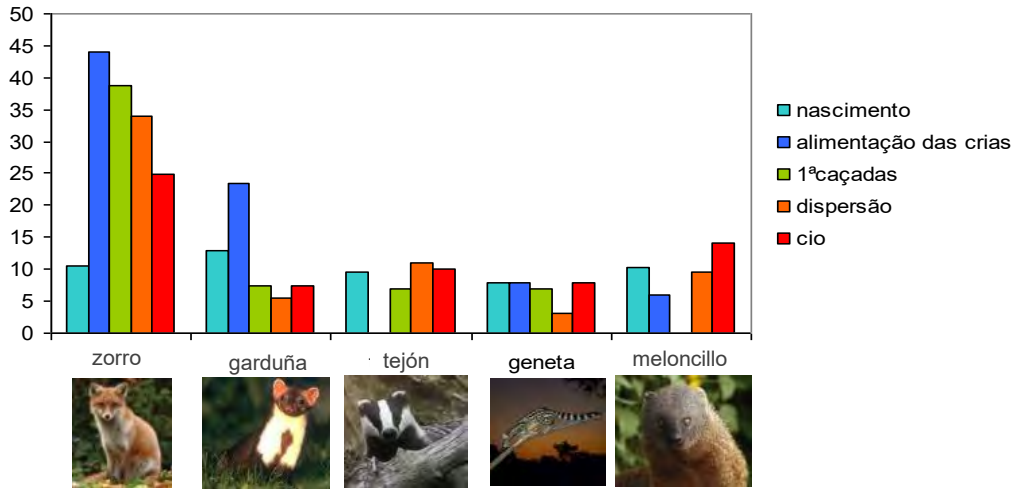 50
45
40
35
30
25
20
15
10
5
0
nascimento
alimentação das crias
1ªcaçadas
dispersão
cio
zorro
garduña
tejón
geneta
meloncillo